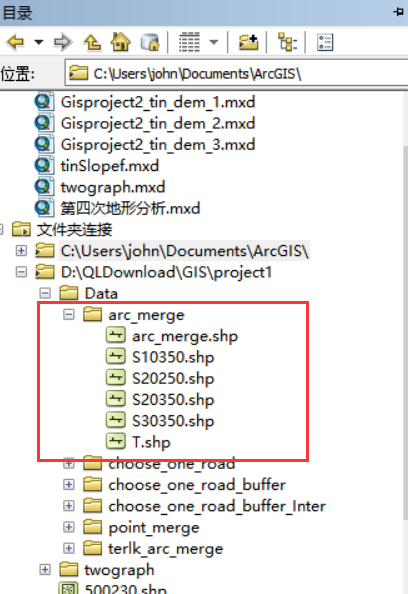 目录
位置:
C:\Users\john\Documents\ArcGIS\
Gisproject2_tin_dem_1.mxd
Gisproject2_tin_dem_2.mxd
Gisproject2_tin_dem_3.mxd
tinSlopef.mxd
twograph.mxd
第四次地形分析.mxd
文件夹连接
C:\Users\john\Documents\ArcGIS\
D:\QLDownload\GIS\project1
Data
arc_merge
arc_merge.shp
S10350.shp
S20250.shp
S20350.shp
S30350.shp
T.shp
choose_one_road
choose_one_road_buffer
choose_one_road_buffer_Inter
point_merge
terlk_arc_merge
twograph
500230.shp